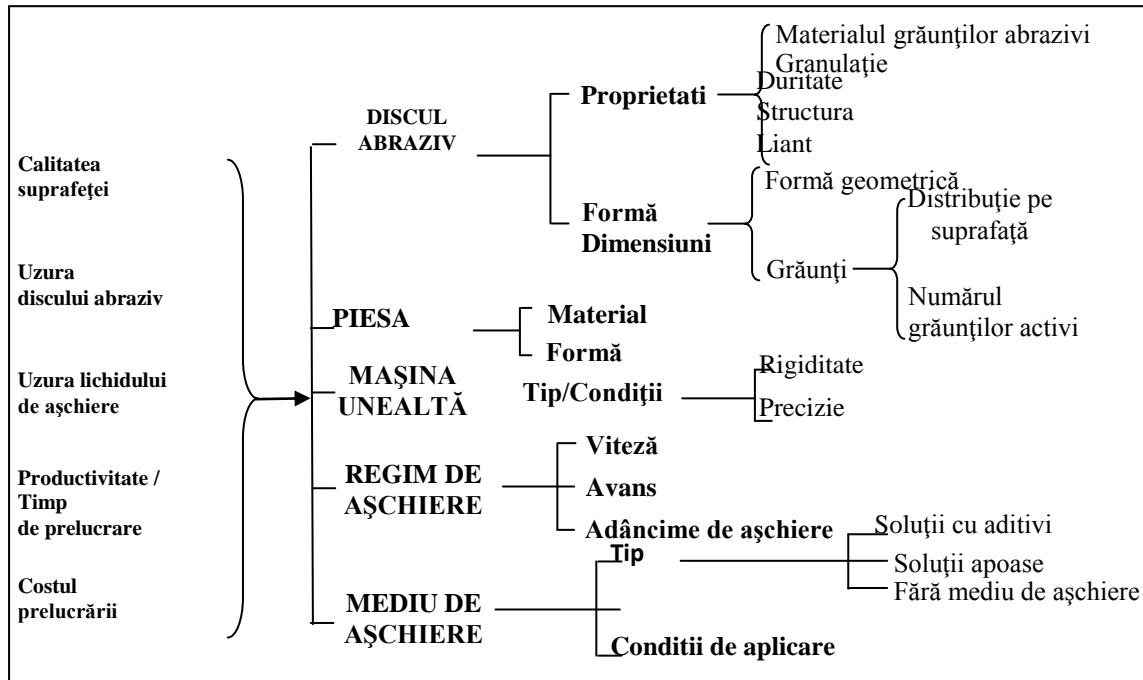 Calitatea
suprafeţei
Uzura
discului abraziv
Uzura lichidului
de aşchiere
Productivitate /
Timp
de prelucrare
Costul
prelucrării
DISCUL
ABRAZIV
Proprietati
Materialul grăunţilor abrazivi
Granulaţie
Duritate
Structura
Liant
Formă
Dimensiuni
Formă geometrică
Grăunţi
Distribuţie pe
suprafaţă
Numărul
grăunţilor activi
PIESA
Material
Formă
MAŞINA
UNEALTĂ
Tip/Condiţii
Rigiditate
Precizie
REGIM DE
AŞCHIERE
Viteză
Avans
Adâncime de aşchiere
MEDIU DE
AŞCHIERE
Tip
Soluţii cu aditivi
Soluţii apoase
Fără mediu de aşchiere
Conditii de aplicare